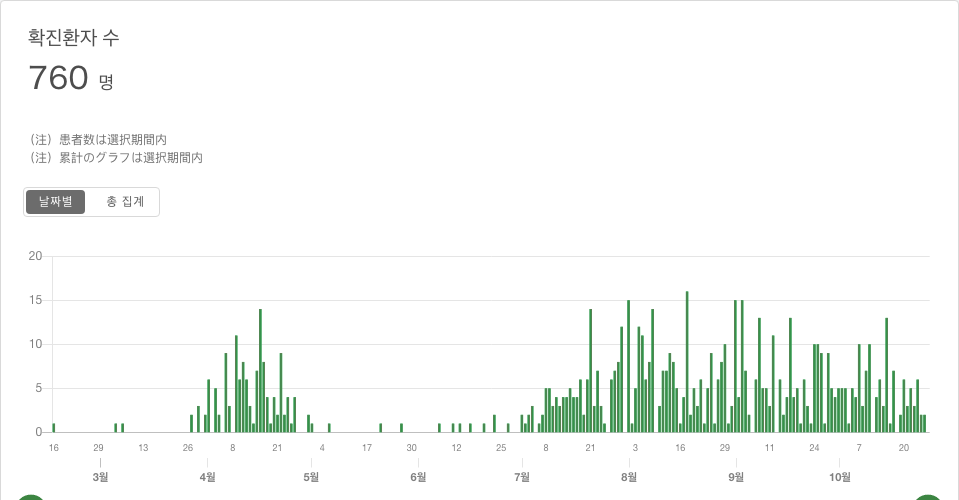 확진환자 수
760 명
（注）患者数は選択期間内
（注）累計のグラフは選択期間内
날짜별 총 집계
20
15
10
5
0
16 29 13 26 8 21 4 17 30 12 25 8 21 3 16 29 11 24 7 20
3월 4월 5월 6월 7월 8월 9월 10월